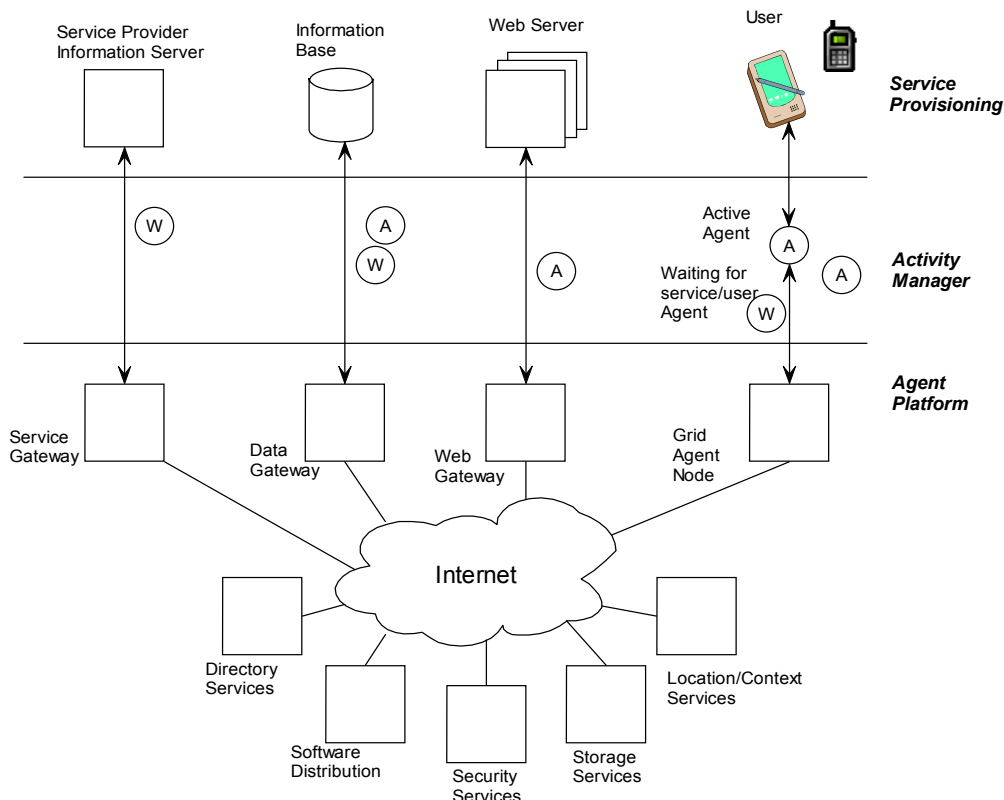 Service Provider
Information Server
Information
Base
Web Server
User
Service
Provisioning
W
A
W
A
Active
Agent
A
A
Waiting for
service/user
Agent
W
Activity
Manager
Agent
Platform
Service
Gateway
Data
Gateway
Web
Gateway
Grid
Agent
Node
Internet
Directory
Services
Software
Distribution
Security
Services
Storage
Services
Location/Context
Services